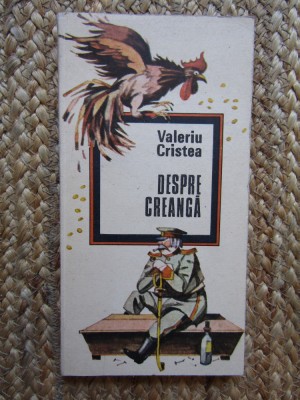 Valeriu
Cristea
DESPRE
CREANGĂ